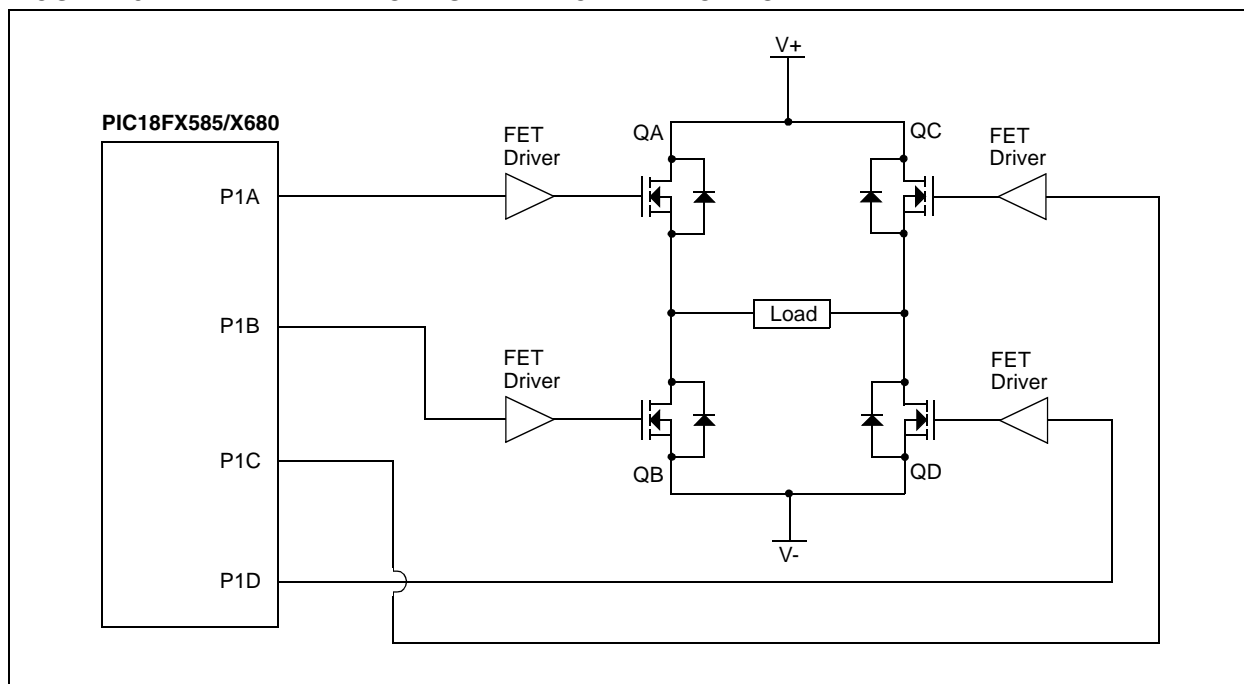 V+
PIC18FX585/X680
FET
Driver
QA
QC
FET
Driver
P1A
Load
P1B
FET
Driver
FET
Driver
P1C
QB
QD
V-
P1D